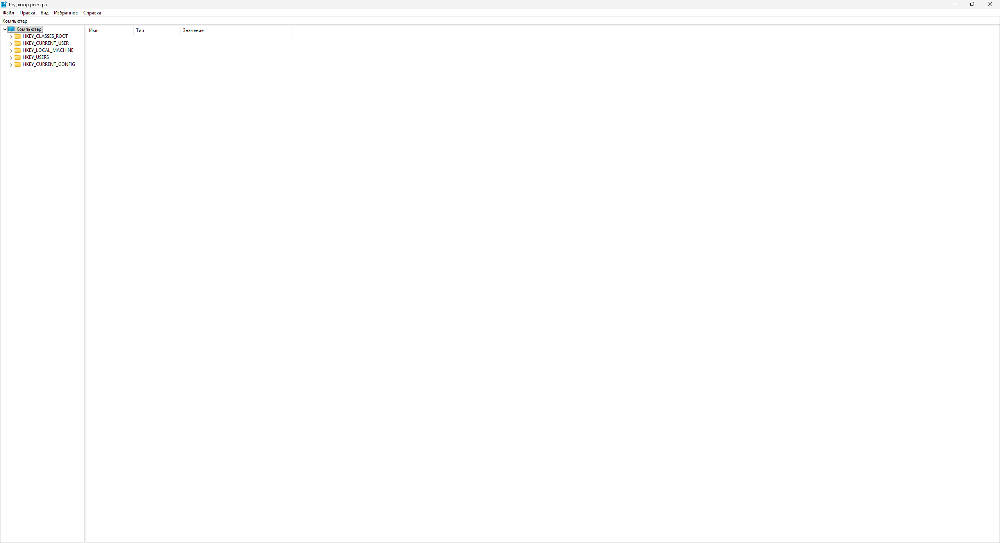 Редактор реестра
Файл Правка Вид Избранное Справка
Компьютер
Компьютер
HKEY_CLASSES_ROOT
HKEY_CURRENT_USER
HKEY_LOCAL_MACHINE
HKEY_USERS
HKEY_CURRENT_CONFIG
Имя Тип Значение